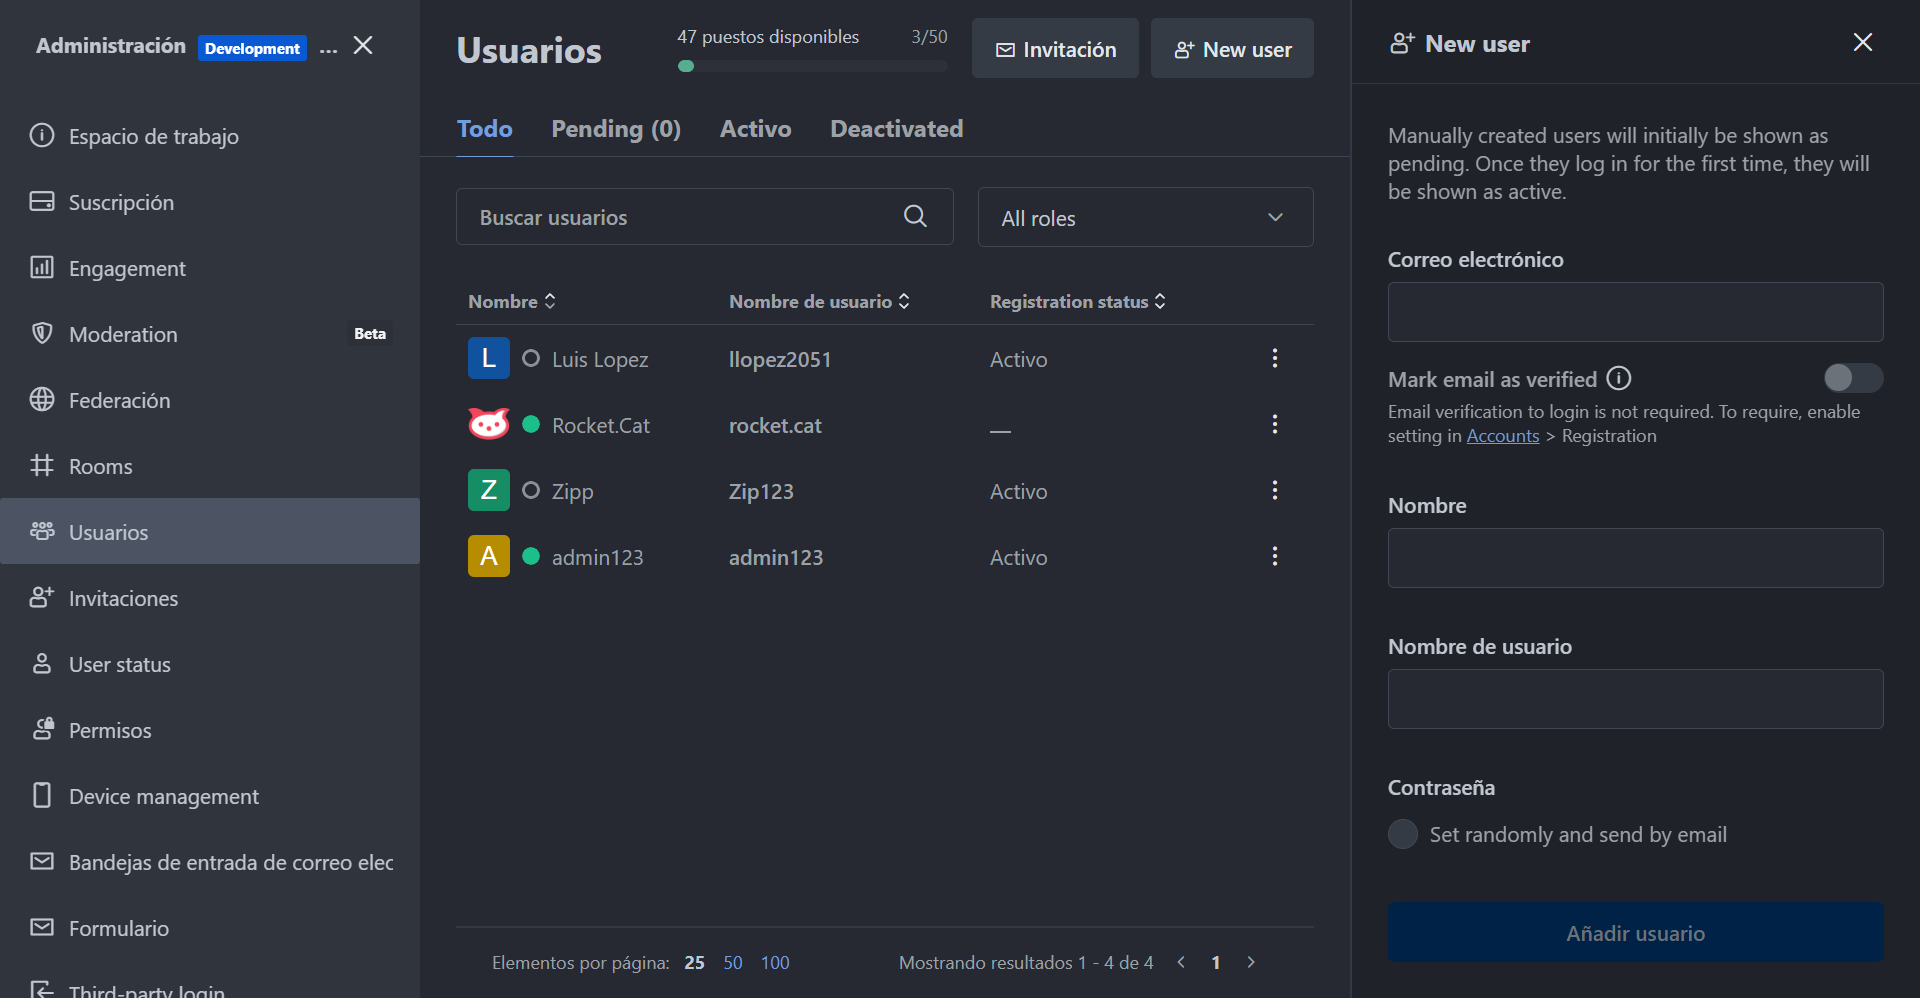 Administración
Development
...
Espacio de trabajo
Suscripción
Engagement
Moderation
Beta
Federación
Rooms
Usuarios
Invitaciones
User status
Permisos
Device management
Bandejas de entrada de correo elec
Formulario
Third-party login
Usuarios
47 puestos disponibles
3/50
Invitación
New user
Todo
Pending (0)
Activo
Deactivated
Buscar usuarios
All roles
Nombre
Nombre de usuario
Registration status
L
Luis Lopez
llopez2051
Activo
Rocket.Cat
rocket.cat
__
Z
Zipp
Zip123
Activo
A
admin123
admin123
Activo
Elementos por página:
25
50
100
Mostrando resultados 1 - 4 de 4
1
New user
Manually created users will initially be shown as
pending. Once they log in for the first time, they will
be shown as active.
Correo electrónico
Mark email as verified
Email verification to login is not required. To require, enable
setting in Accounts > Registration
Nombre
Nombre de usuario
Contraseña
Set randomly and send by email
Añadir usuario